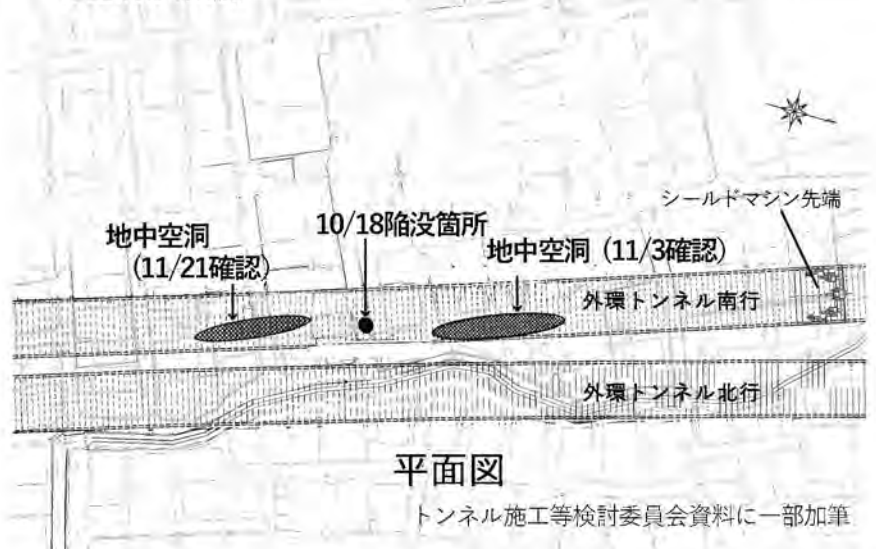 シールドマシン先端
10/18陥没箇所
地中空洞
(11/21確認)
地中空洞（11/3確認）
外環トンネル南行
外環トンネル北行
平面図
トンネル施工等検討委員会資料に一部加筆